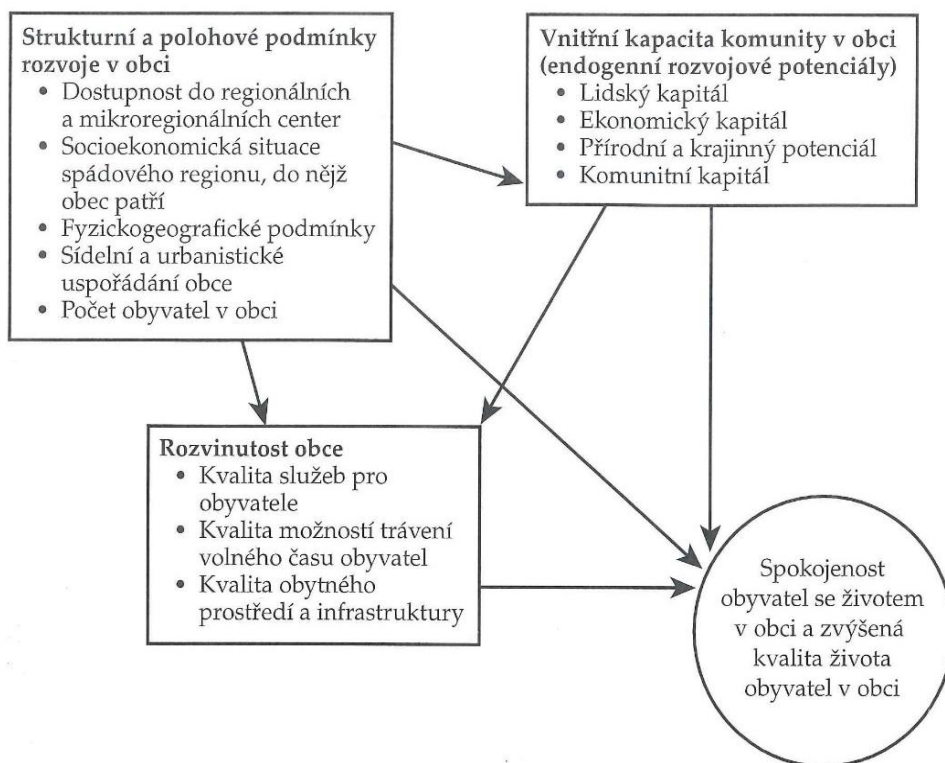 Strukturní a polohové podmínky
rozvoje v obci
• Dostupnost do regionálních
a mikroregionálních center
• Socioekonomická situace
spádového regionu, do nějž
obec patří
• Fyzickogeografické podmínky
• Sídelní a urbanistické
uspořádání obce
• Počet obyvatel v obci
Vnitřní kapacita komunity v obci
(endogenní rozvojové potenciály)
• Lidský kapitál
• Ekonomický kapitál
• Přírodní a krajinný potenciál
• Komunitní kapitál
Rozvinutost obce
• Kvalita služeb pro
obyvatele
• Kvalita možností trávení
volného času obyvatel
• Kvalita obytného
prostředí a infrastruktury
Spokojenost
obyvatel se životem
v obci a zvýšená
kvalita života
obyvatel v obci